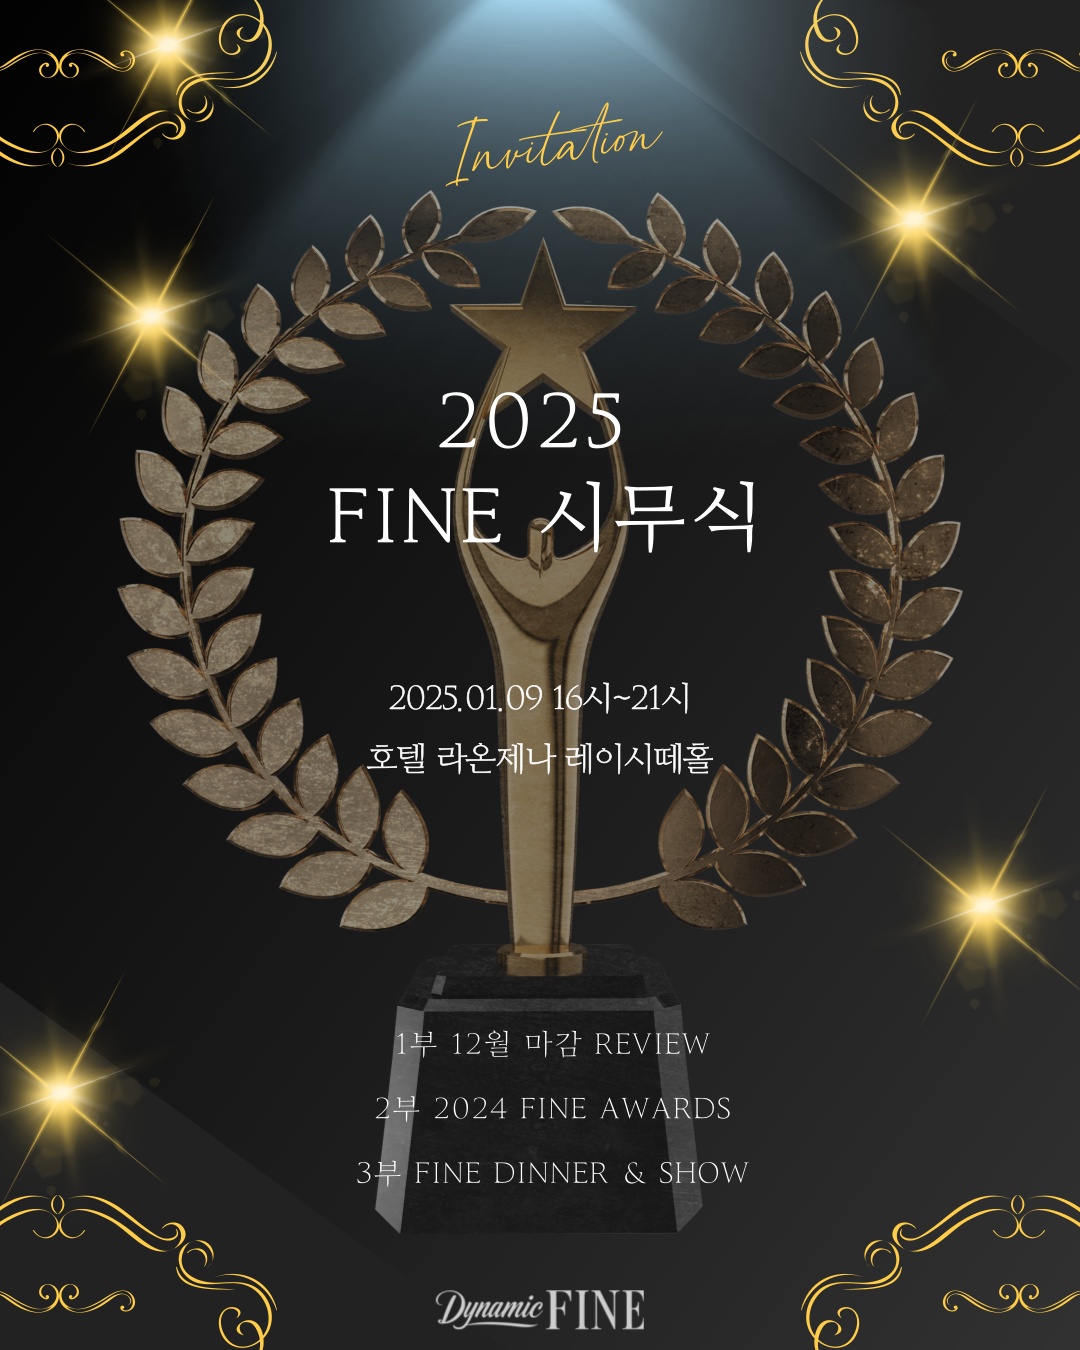 Invitation
2025
FINE 시무식
2025.01.09 16시~21시
호텔 라온제나 레이시떼홀
1부 12월 마감 REVIEW
2부 2024 FINE AWARDS
3부 FINE DINNER & SHOW
Dynamic FINE